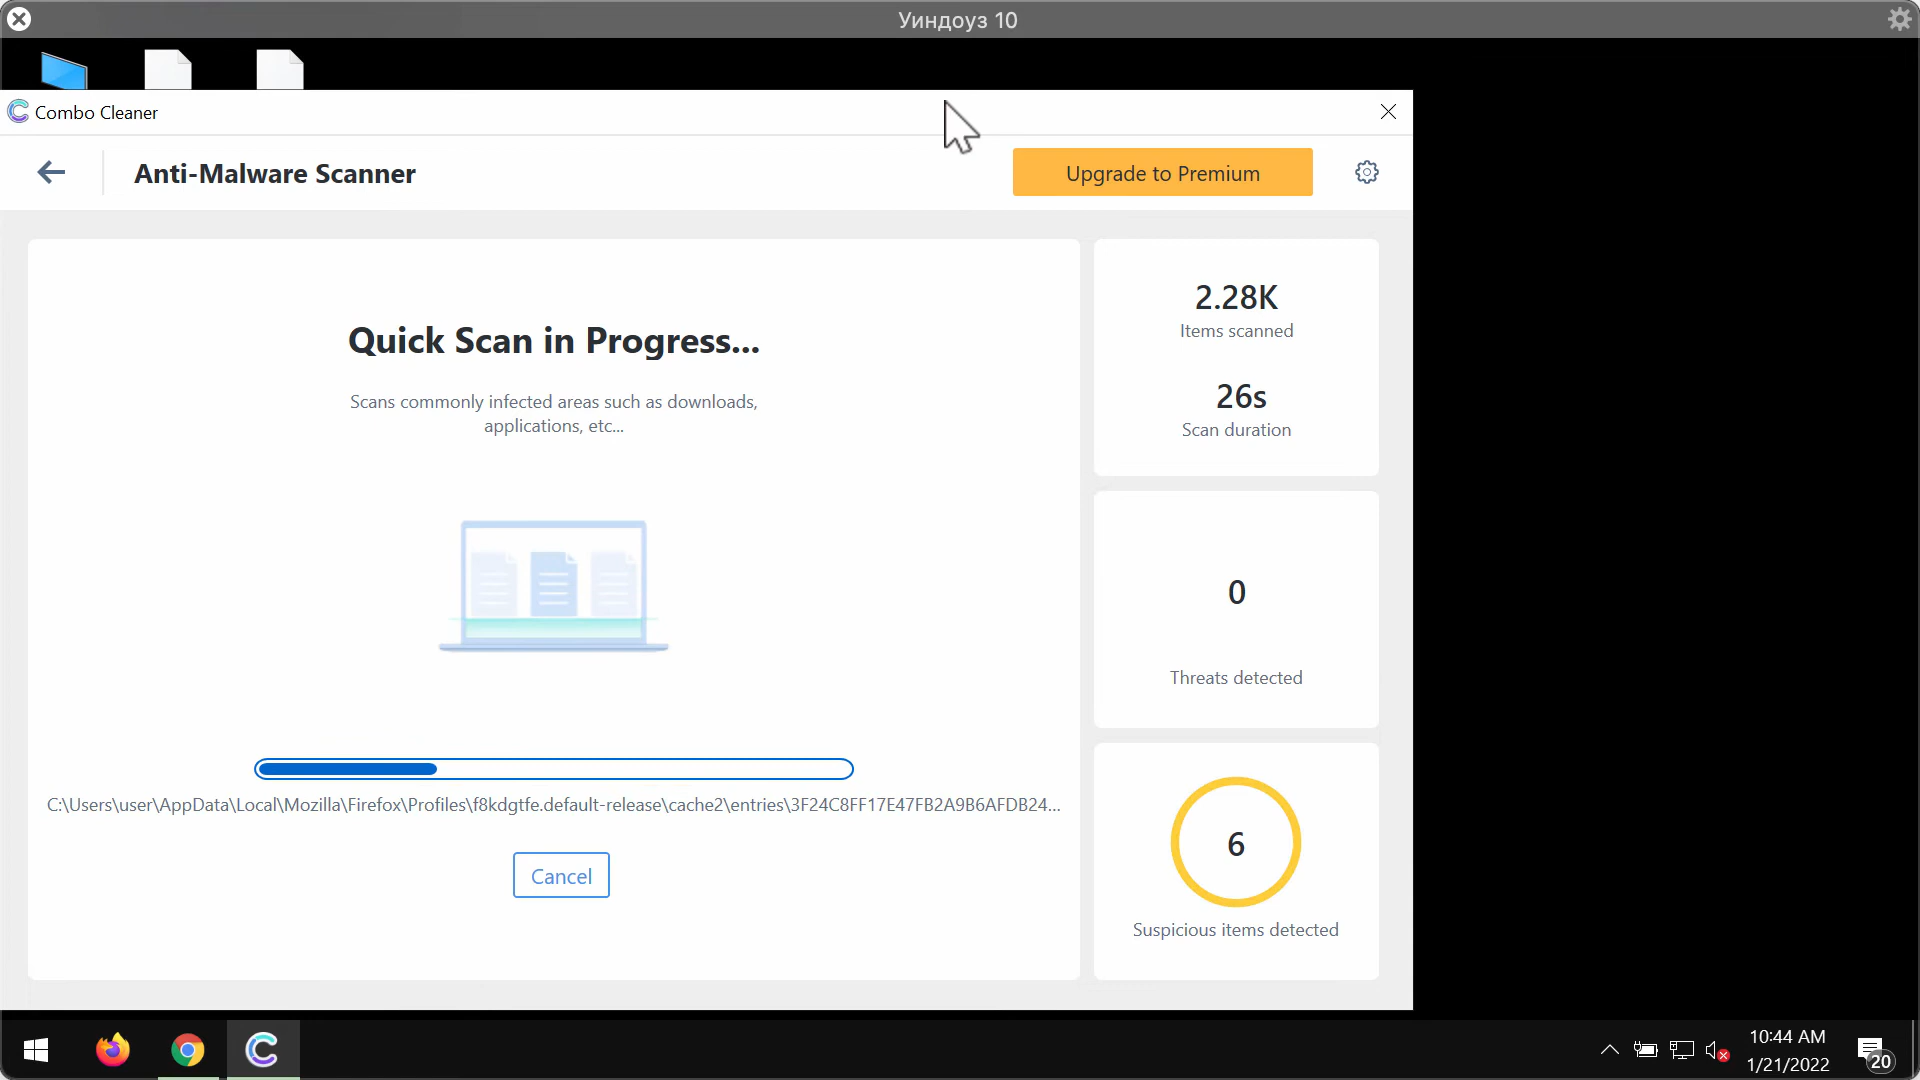 Уиндоуз 10
Combo Cleaner
Anti-Malware Scanner
Upgrade to Premium
Quick Scan in Progress...
Scans commonly infected areas such as downloads,
applications, etc...
C:\Users\user\AppData\Local\Mozilla\Firefox\Profiles\f8kdgtfe.default-release\cache2\entries\3F24C8FF17E47FB2A9B6AFDB24...
Cancel
2.28K
Items scanned
26s
Scan duration
0
Threats detected
6
Suspicious items detected
10:44 AM
1/21/2022
20